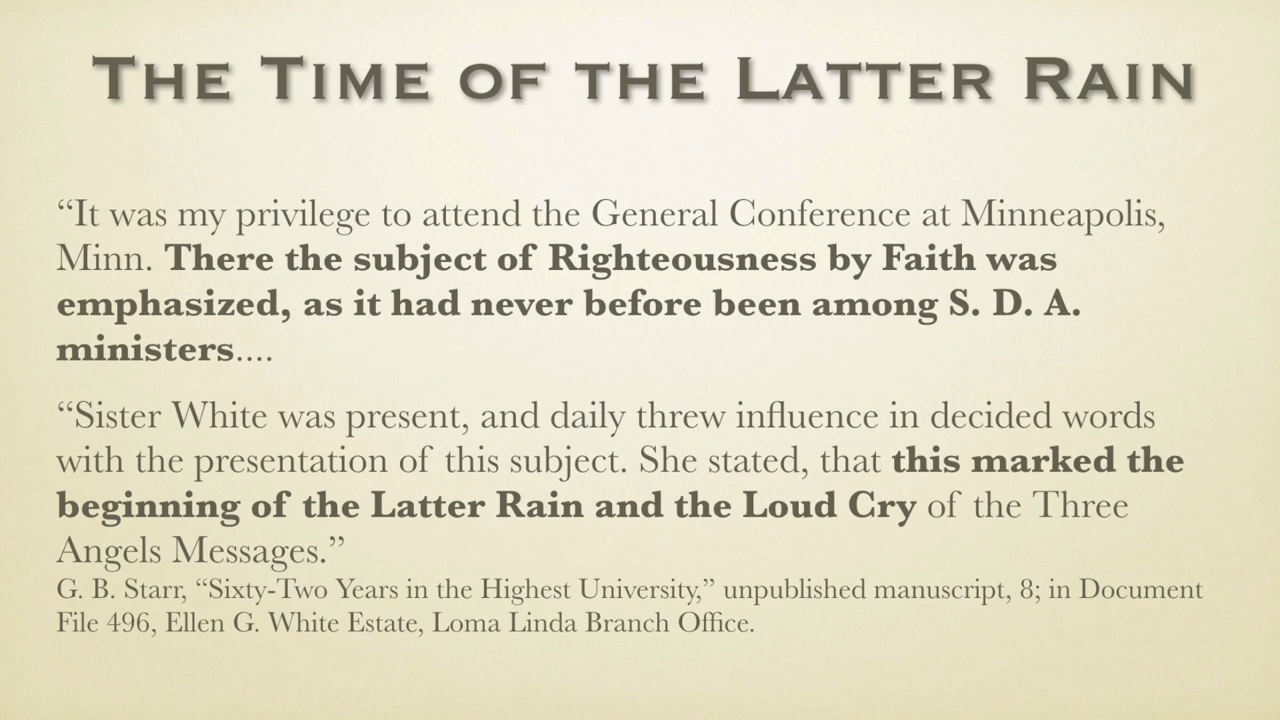 The Time of the Latter Rain
“It was my privilege to attend the General Conference at Minneapolis,
Minn. There the subject of Righteousness by Faith was
emphasized, as it had never before been among S. D. A.
ministers....
“Sister White was present, and daily threw influence in decided words
with the presentation of this subject. She stated, that this marked the
beginning of the Latter Rain and the Loud Cry of the Three
Angels Messages.”
G. B. Starr, “Sixty-Two Years in the Highest University,” unpublished manuscript, 8; in Document
File 496, Ellen G. White Estate, Loma Linda Branch Office.